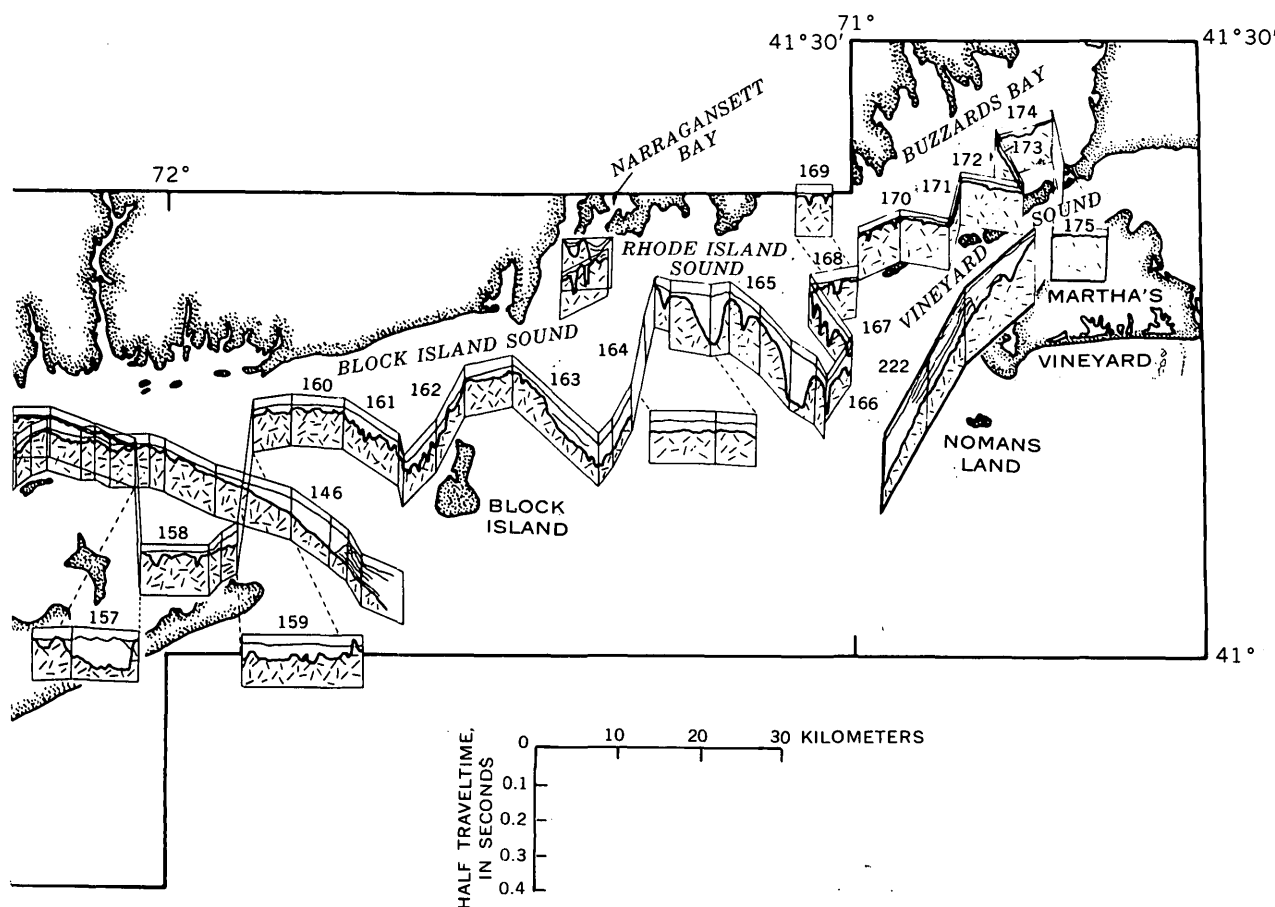 71°
41°30'
41°30'
BUZZARDS BAY
174
173
NARRAGANSETT
BAY
172
72°
169
171
170
SOUND
175
RHODE ISLAND
SOUND
168
165
VINEYARD
MARTHA'S
VINEYARD
167
BLOCK ISLAND SOUND
164
222
160
162
163
161
166
NOMANS
LAND
146
BLOCK
ISLAND
158
157
159
41°
HALF TRAVELTIME,
IN SECONDS
0
10
20
30 KILOMETERS
0.1
0.2
0.3
0.4